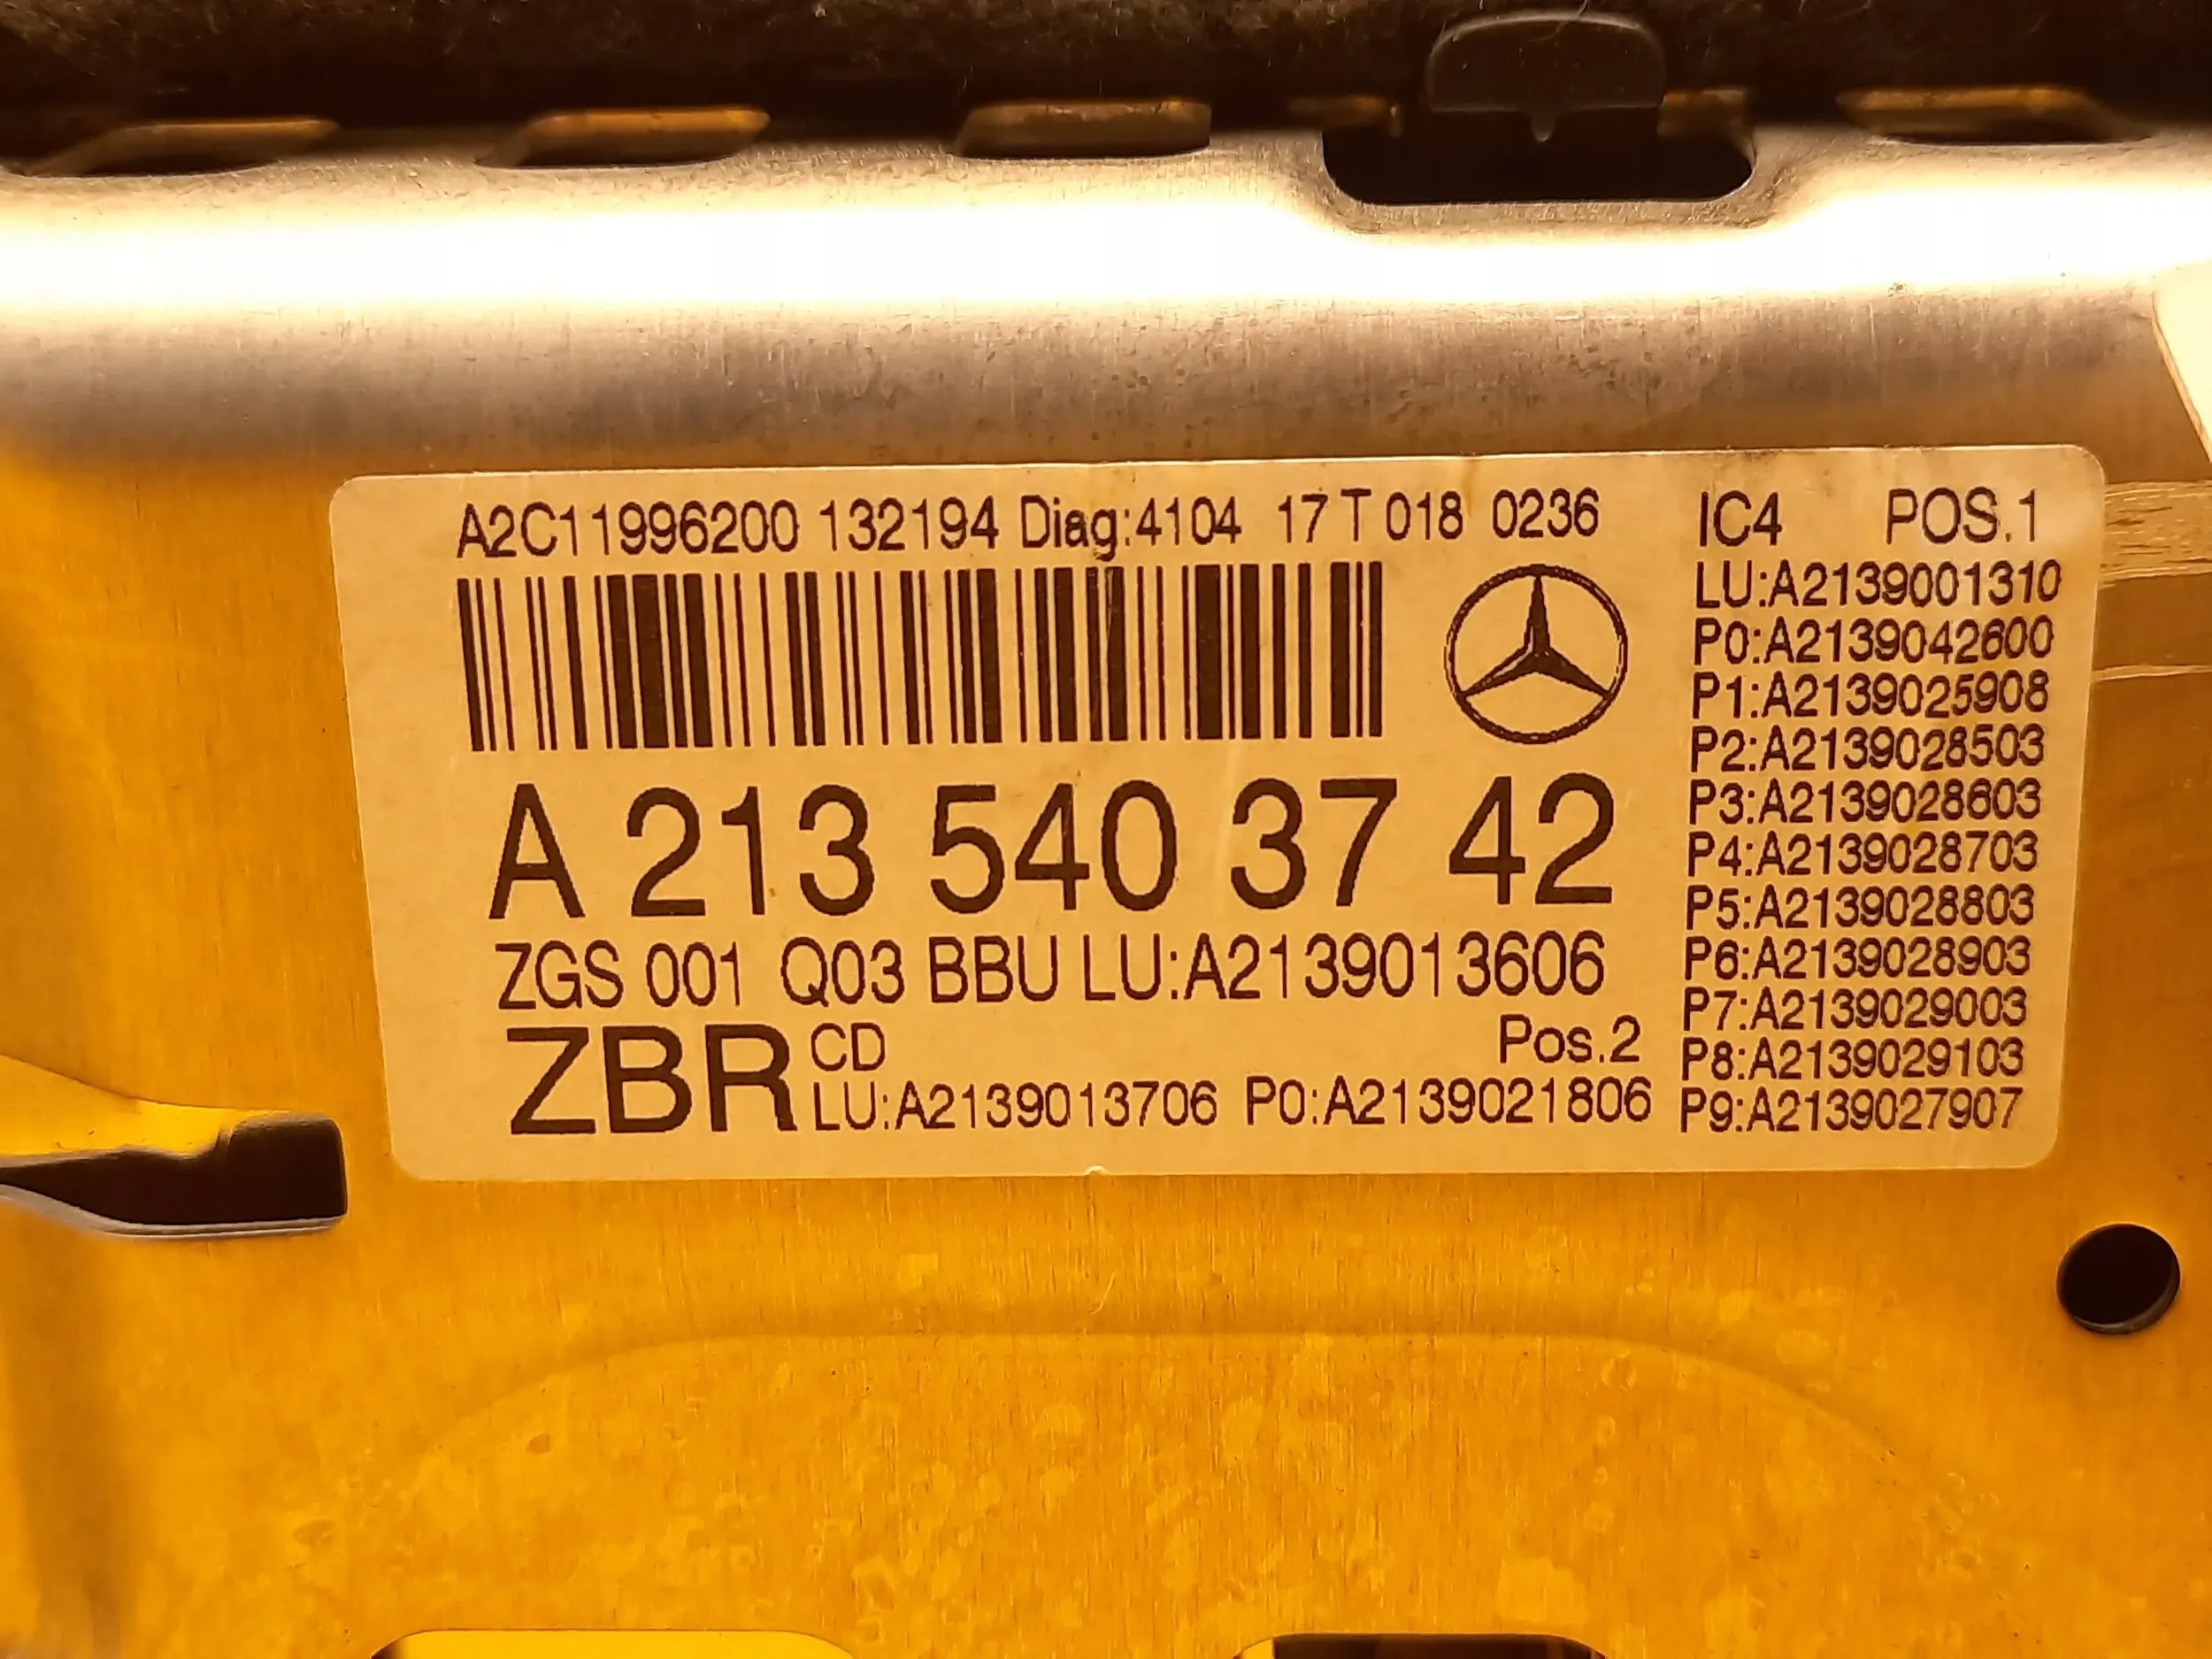 A2C11996200 132194 Diag:4104 17 T 018 0236
A 213 540 37 42
ZGS 001 Q03 BBU LU:A2139013606
ZBR CD Pos.2
LU:A2139013706 P0:A2139021806
IC4 POS.1
LU:A2139001310
P0:A2139042600
P1:A2139025908
P2:A2139028503
P3:A2139028603
P4:A2139028703
P5:A2139028803
P6:A2139028903
P7:A2139029003
P8:A2139029103
P9:A2139027907